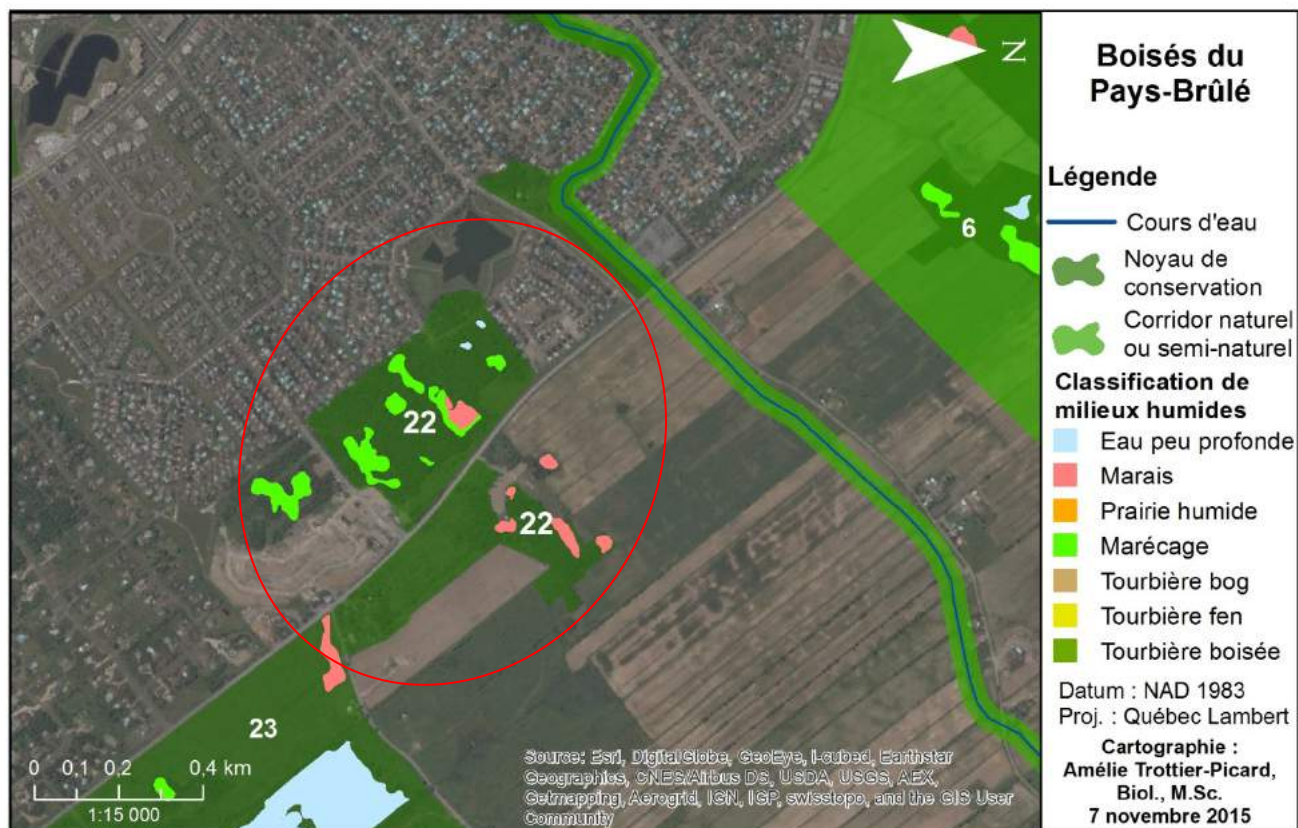 N
Boisés du
Pays-Brûlé
Légende
Cours d'eau
Noyau de
conservation
Corridor naturel
ou semi-naturel
Classification de
milieux humides
Eau peu profonde
Marais
Prairie humide
Marécage
Tourbière bog
Tourbière fen
Tourbière boisée
Datum : NAD 1983
Proj. : Québec Lambert
Cartographie :
Amélie Trottier-Picard,
Biol., M.Sc.
7 novembre 2015
6
22
22
23
0 0,1 0,2 0,4 km
1:15 000
Source: Esri, DigitalGlobe, GeoEye, i-cubed, Earthstar
Geographics, CNES/Airbus DS, USDA, USGS, AEX,
Getmapping, Aerogrid, IGN, IGP, swisstopo, and the GIS User
Community